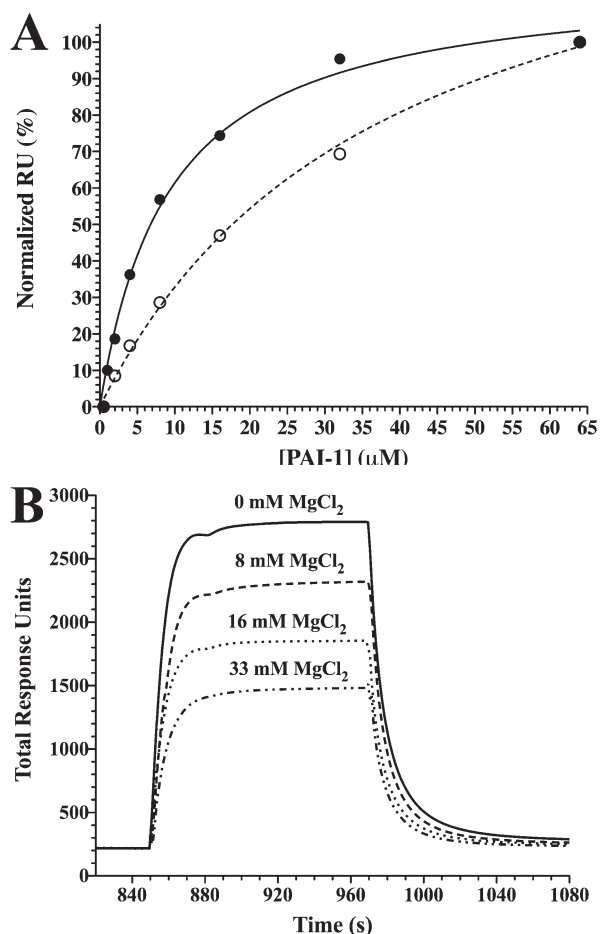 A
Normalized RU (%)
100
90
80
70
60
50
40
30
20
10
0
0 5 10 15 20 25 30 35 40 45 50 55 60 65
[PAI-1] (µM)
B
Total Response Units
3000
2500
2000
1500
1000
500
0
0 mM MgCl₂
8 mM MgCl₂
16 mM MgCl₂
33 mM MgCl₂
840 880 920 960 1000 1040 1080
Time (s)